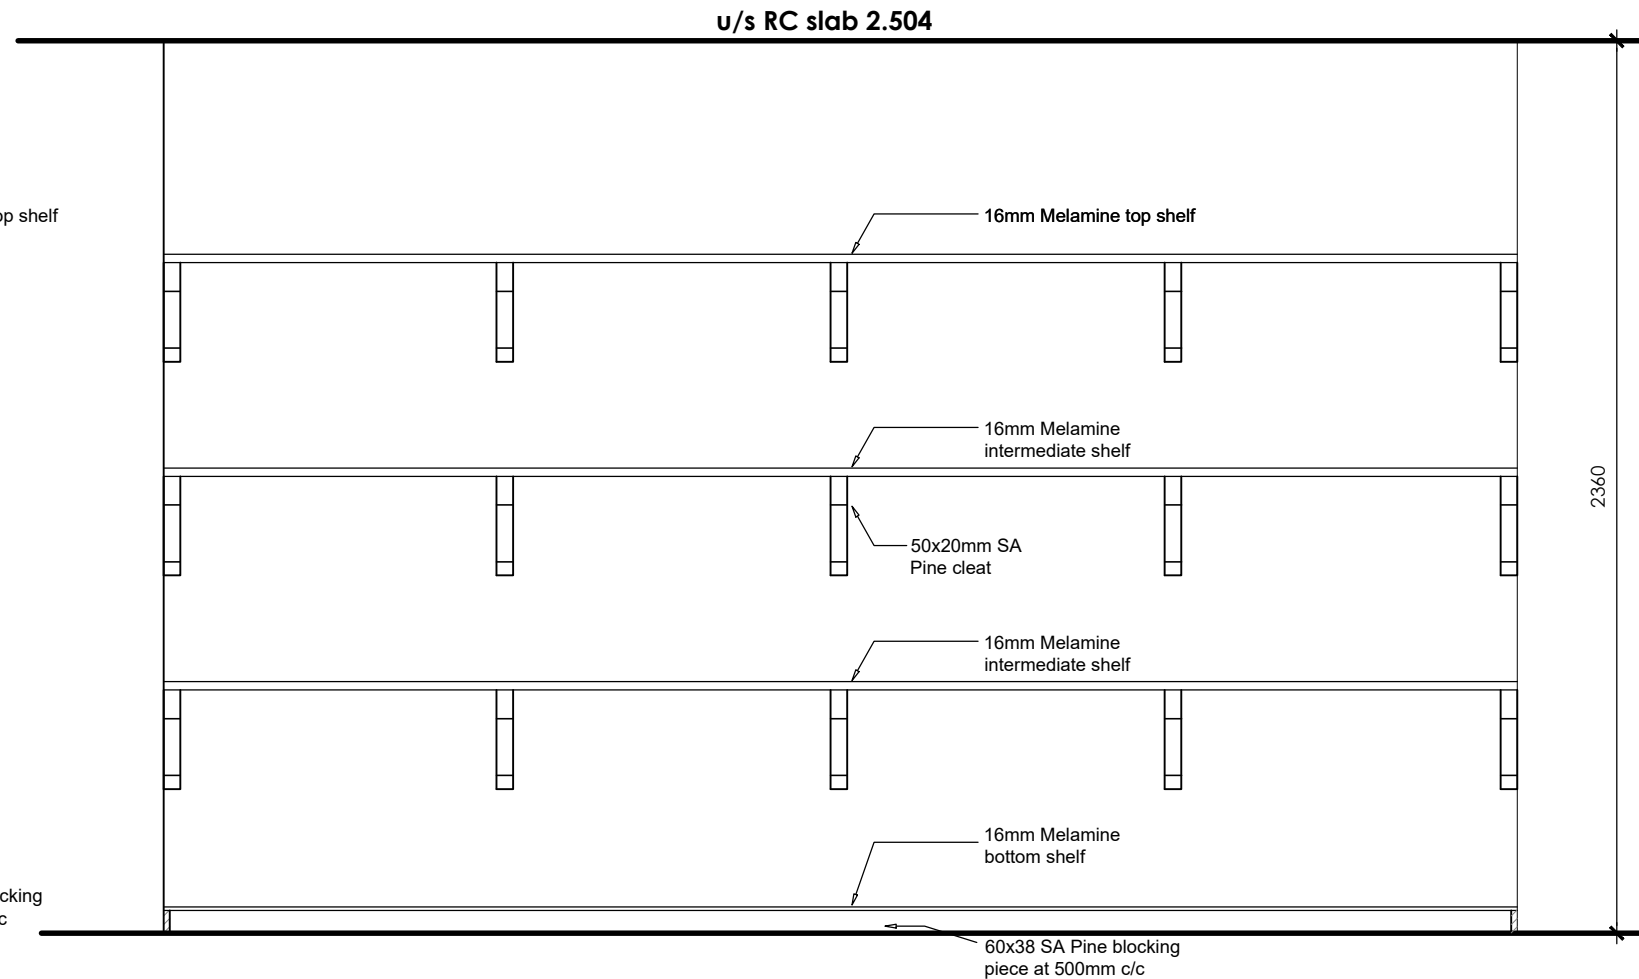 u/s RC slab 2.504
op shelf
16mm Melamine top shelf
16mm Melamine
intermediate shelf
2360
50x20mm SA
Pine cleat
16mm Melamine
intermediate shelf
16mm Melamine
bottom shelf
cking
c
60x38 SA Pine blocking
piece at 500mm c/c